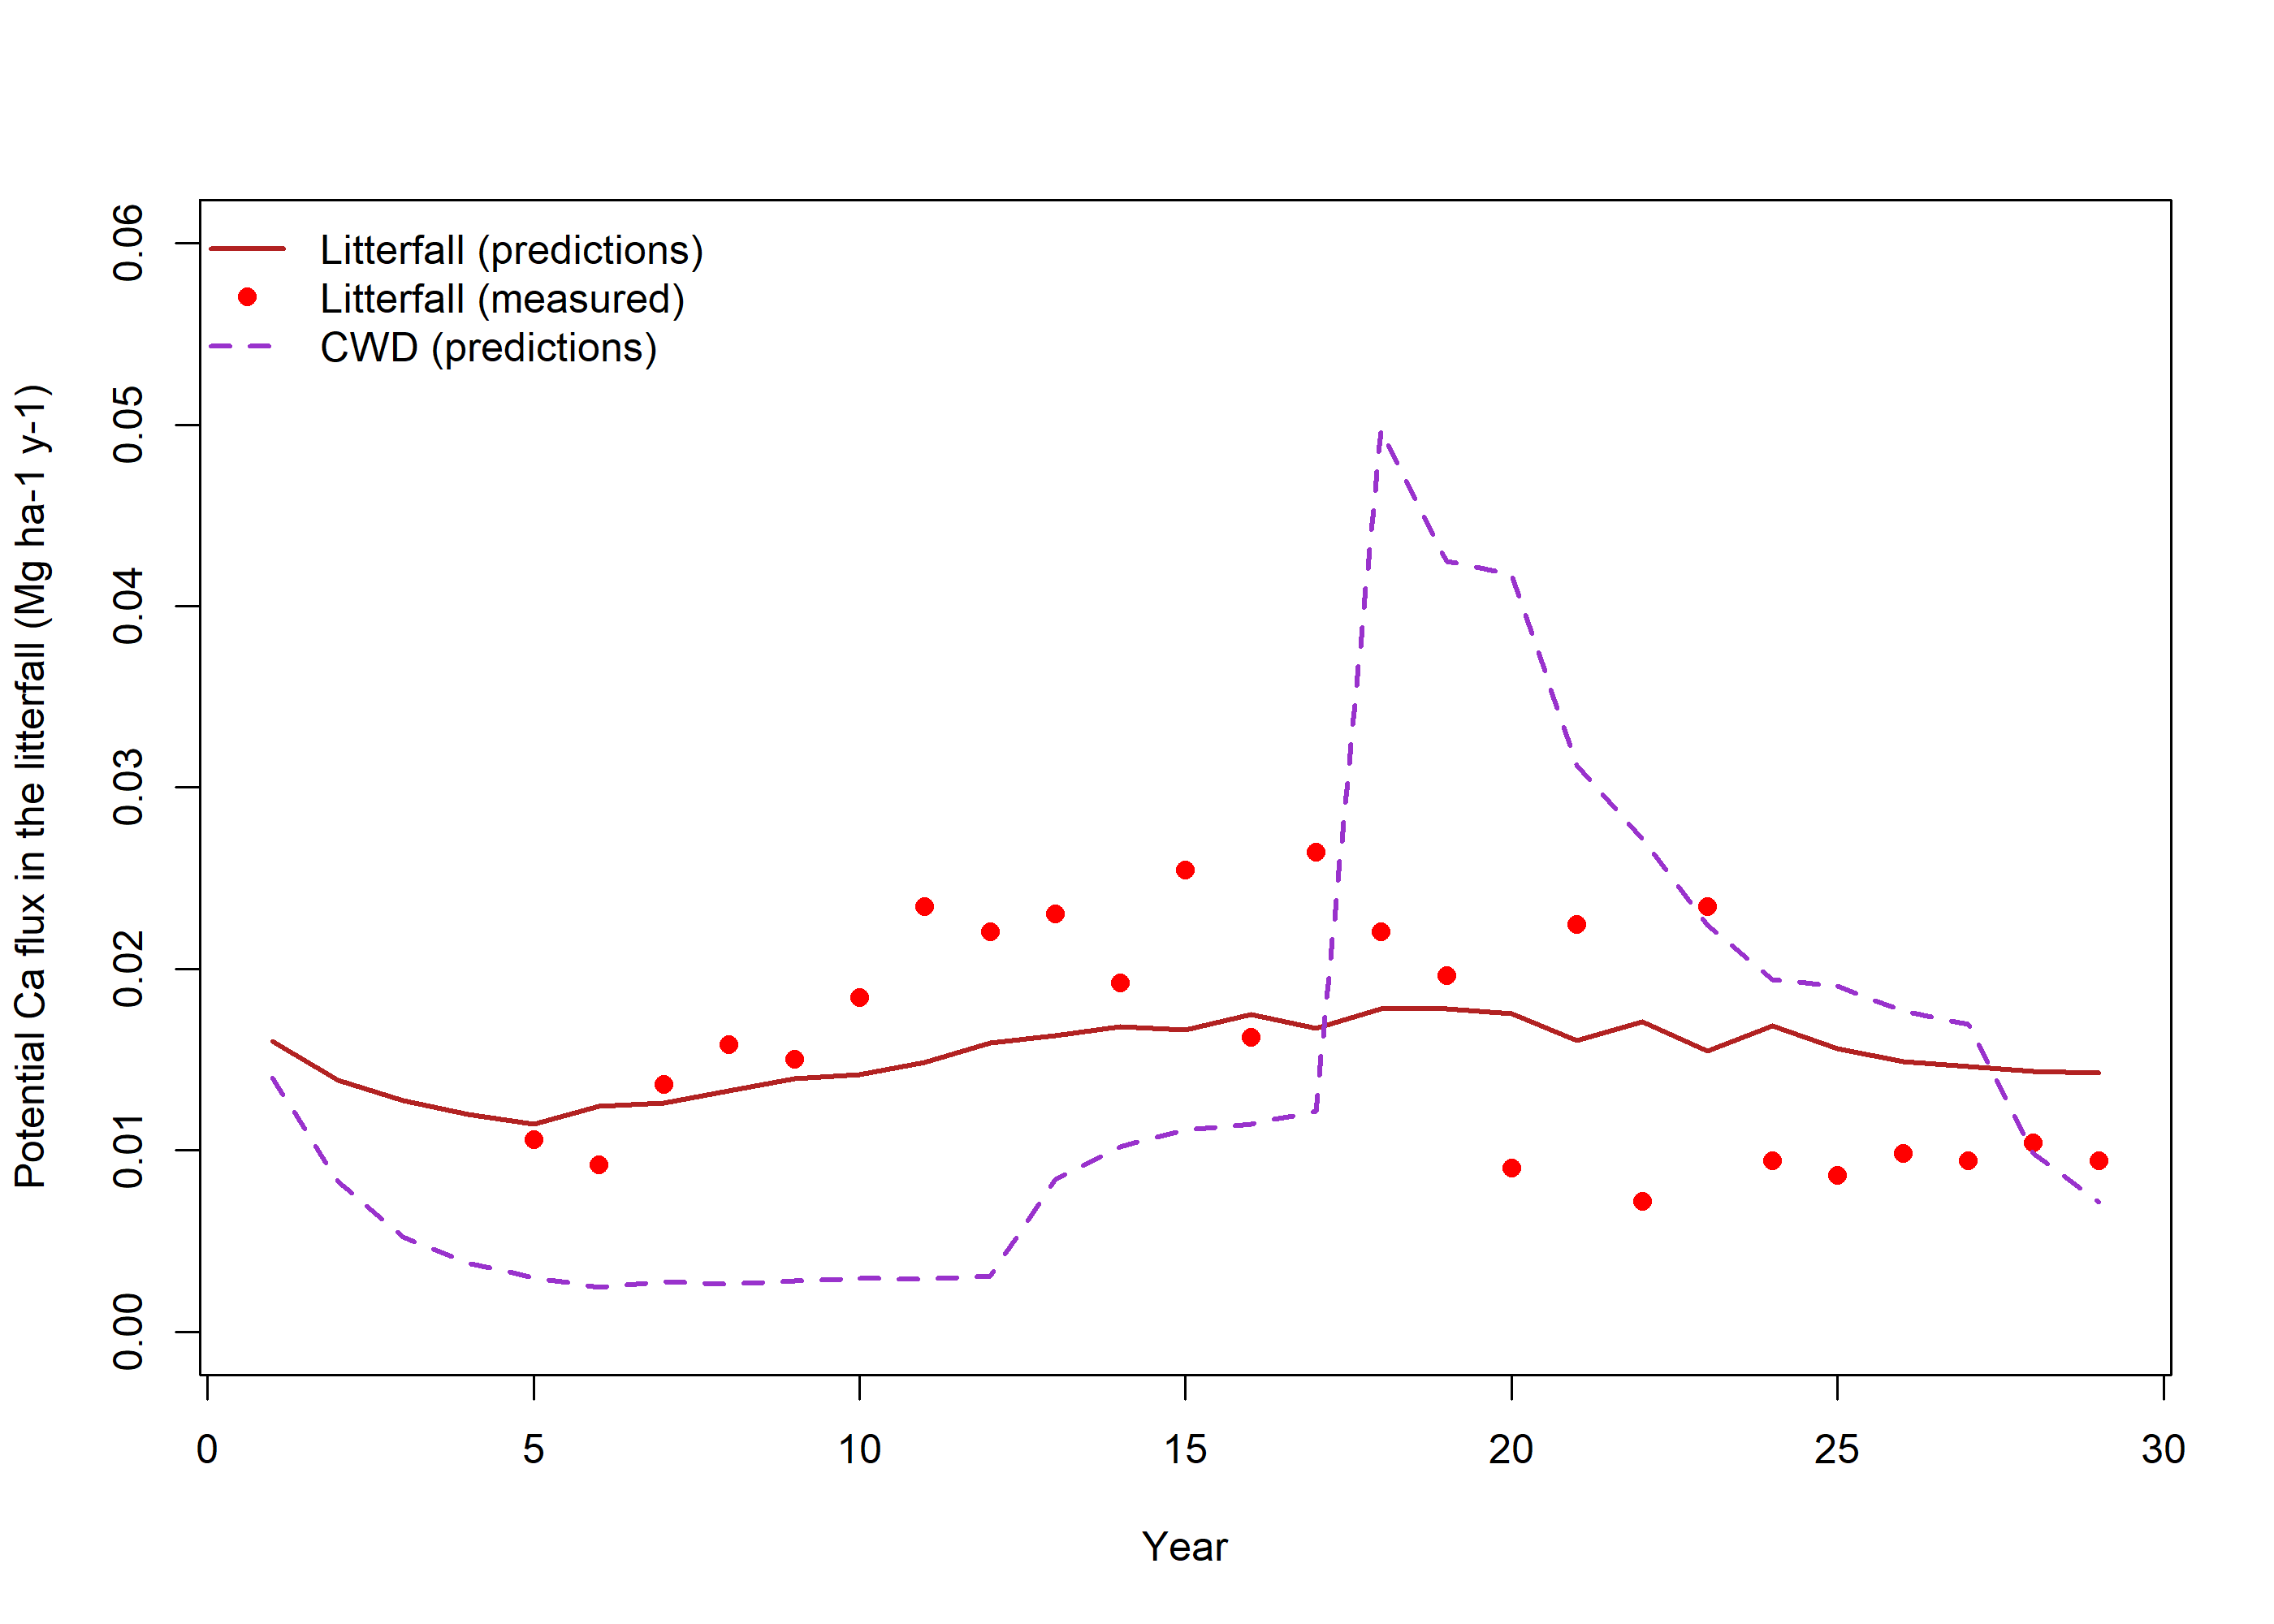 Litterfall (predictions)
Litterfall (measured)
CWD (predictions)
Potential Ca flux in the litterfall (Mg ha-1 y-1)
0.06
0.05
0.04
0.03
0.02
0.01
0.00
0 5 10 15 20 25 30
Year